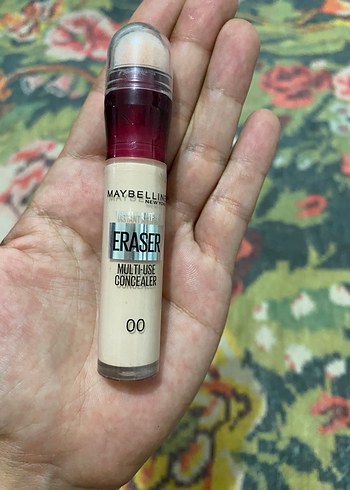 MAYBELLINE
NEW YORK
ERASER
MULTI-USE
CONCEALER
00